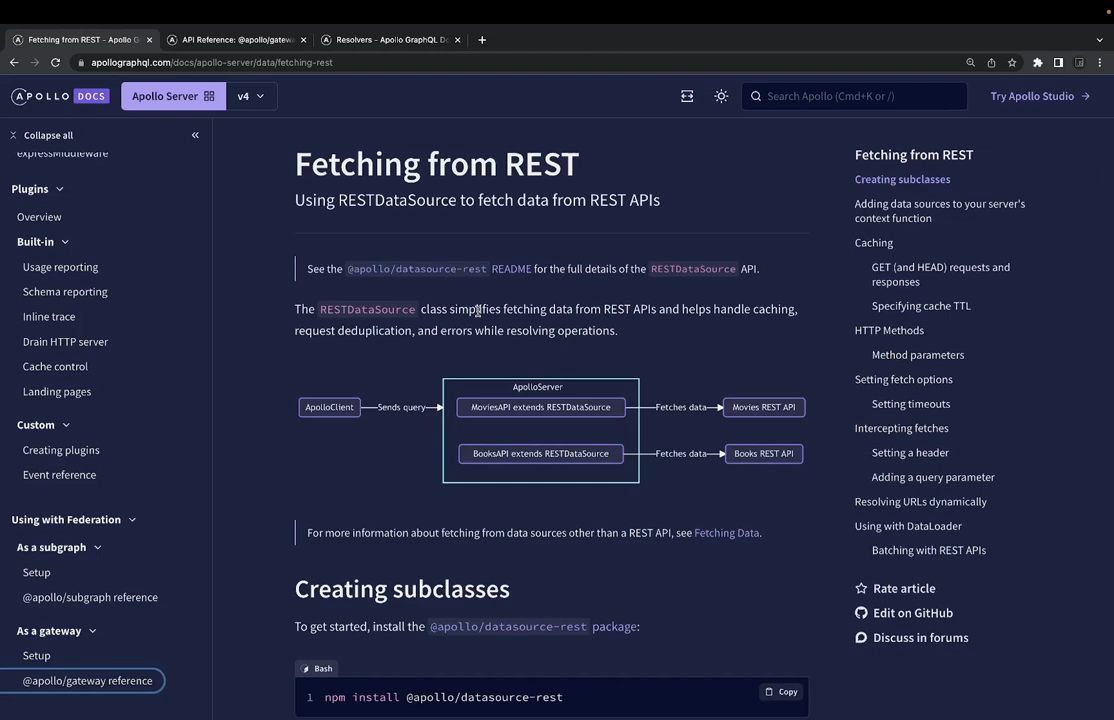 Fetching from REST - Apollo G
API Reference: @apollo/gatew
Resolvers - Apollo GraphQL Do
apollographql.com/docs/apollo-server/data/fetching-rest
APOLLO DOCS
Apollo Server
v4
Search Apollo (Cmd+K or /)
Try Apollo Studio
Collapse all
expressMiddleware
Plugins
Overview
Built-in
Usage reporting
Schema reporting
Inline trace
Drain HTTP server
Cache control
Landing pages
Custom
Creating plugins
Event reference
Using with Federation
As a subgraph
Setup
@apollo/subgraph reference
As a gateway
Setup
@apollo/gateway reference
Fetching from REST
Using RESTDataSource to fetch data from REST APIs
See the @apollo/datasource-rest README for the full details of the RESTDataSource API.
The RESTDataSource class simplifies fetching data from REST APIs and helps handle caching,
request deduplication, and errors while resolving operations.
ApolloServer
ApolloClient
Sends query
MoviesAPI extends RESTDataSource
Fetches data
Movies REST API
BooksAPI extends RESTDataSource
Fetches data
Books REST API
For more information about fetching from data sources other than a REST API, see Fetching Data.
Creating subclasses
To get started, install the @apollo/datasource-rest package:
Bash
1 npm install @apollo/datasource-rest
Copy
Fetching from REST
Creating subclasses
Adding data sources to your server's
context function
Caching
GET (and HEAD) requests and
responses
Specifying cache TTL
HTTP Methods
Method parameters
Setting fetch options
Setting timeouts
Intercepting fetches
Setting a header
Adding a query parameter
Resolving URLs dynamically
Using with DataLoader
Batching with REST APIs
Rate article
Edit on GitHub
Discuss in forums